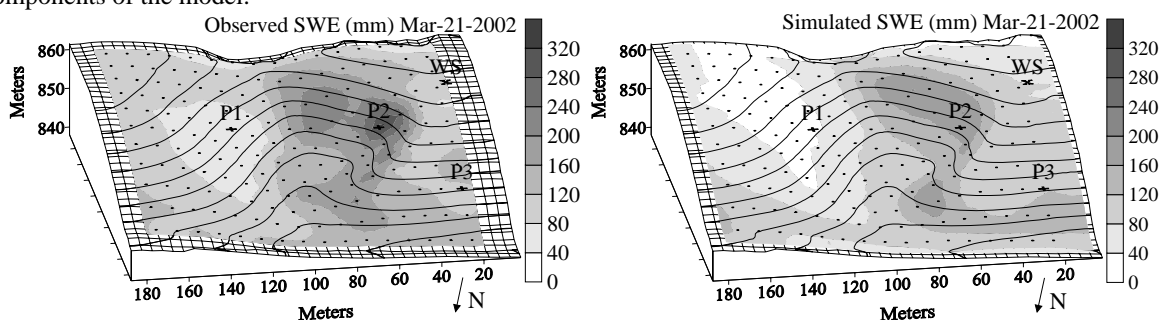 omponents of the model.
Observed SWE (mm) Mar-21-2002
860
850
840
Meters
WS
P1
P2
P3
320
280
240
200
160
120
80
40
0
180 160 140 120 100 80 60 40 20
Meters
N
Simulated SWE (mm) Mar-21-2002
860
850
840
Meters
WS
P1
P2
P3
320
280
240
200
160
120
80
40
0
180 160 140 120 100 80 60 40 20
Meters
N